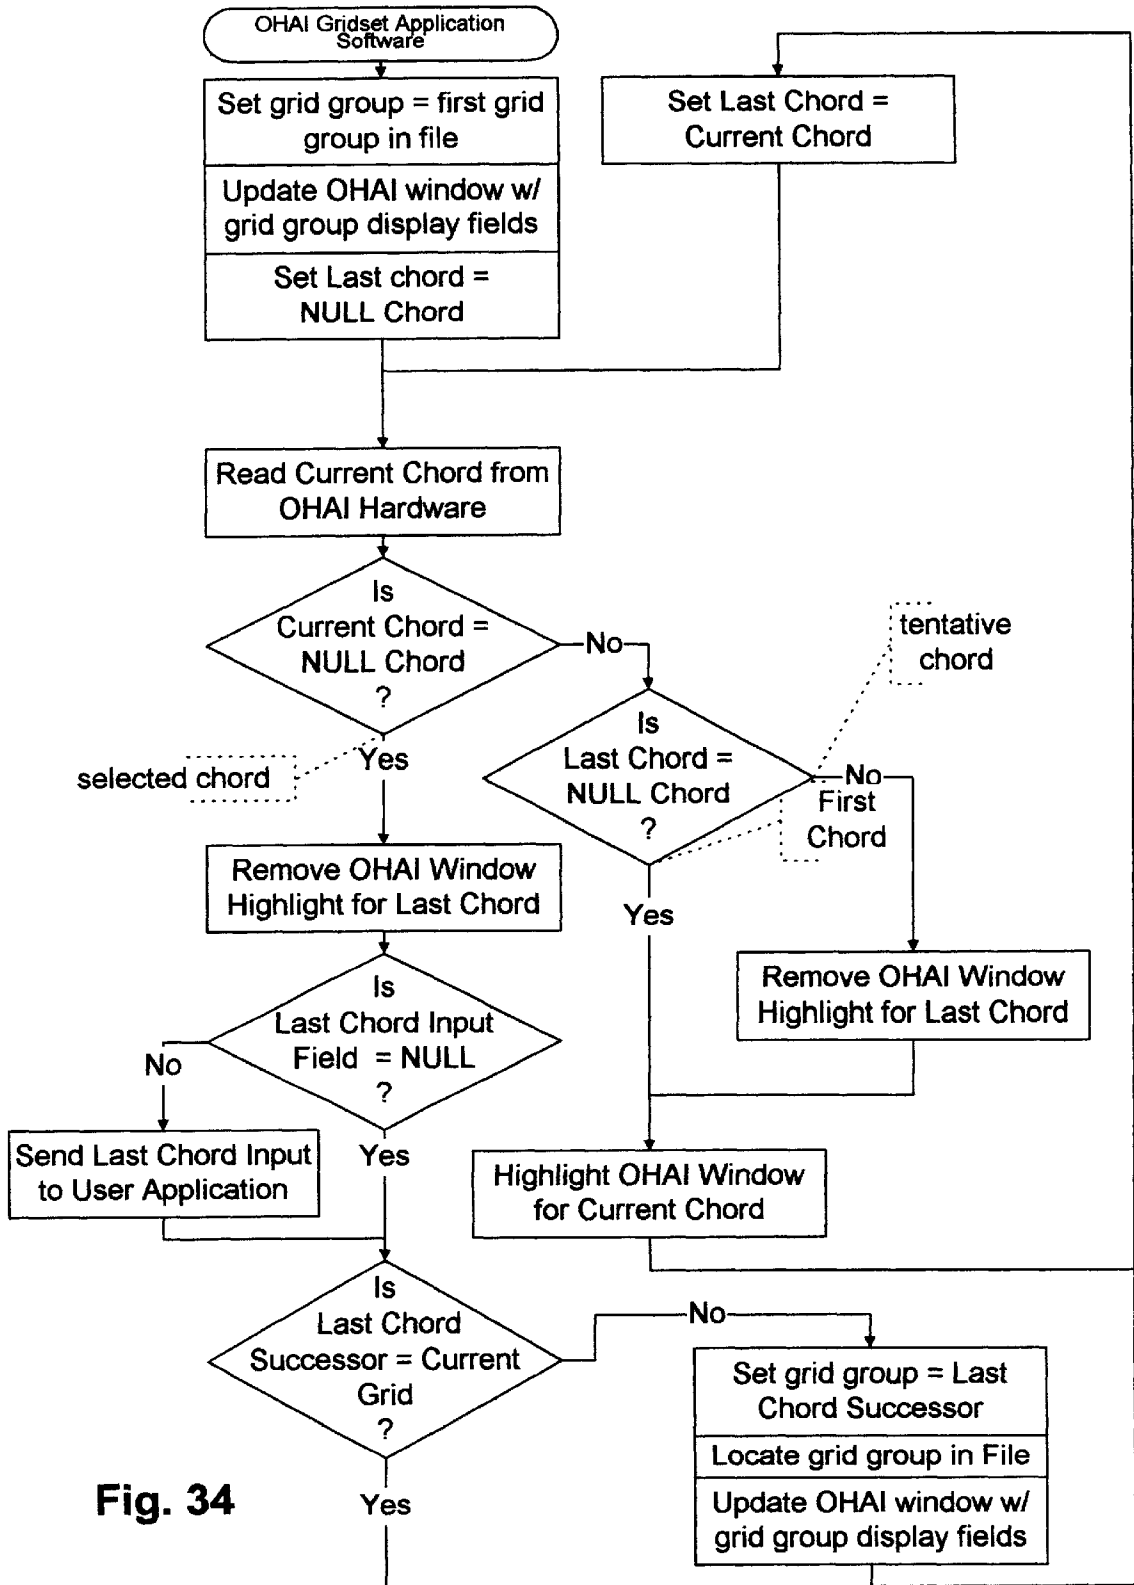 OHAI Gridset Application
Software
Set grid group = first grid
group in file
Update OHAI window w/
grid group display fields
Set Last chord =
NULL Chord
Set Last Chord =
Current Chord
Read Current Chord from
OHAI Hardware
Is
Current Chord =
NULL Chord
?
No
tentative
chord
Is
Last Chord =
NULL Chord
?
No
First
Chord
selected chord
Yes
Remove OHAI Window
Highlight for Last Chord
Yes
Remove OHAI Window
Highlight for Last Chord
Is
Last Chord Input
Field = NULL
?
No
Send Last Chord Input
to User Application
Yes
Highlight OHAI Window
for Current Chord
Is
Last Chord
Successor = Current
Grid
?
No
Set grid group = Last
Chord Successor
Locate grid group in File
Update OHAI window w/
grid group display fields
Yes
Fig. 34